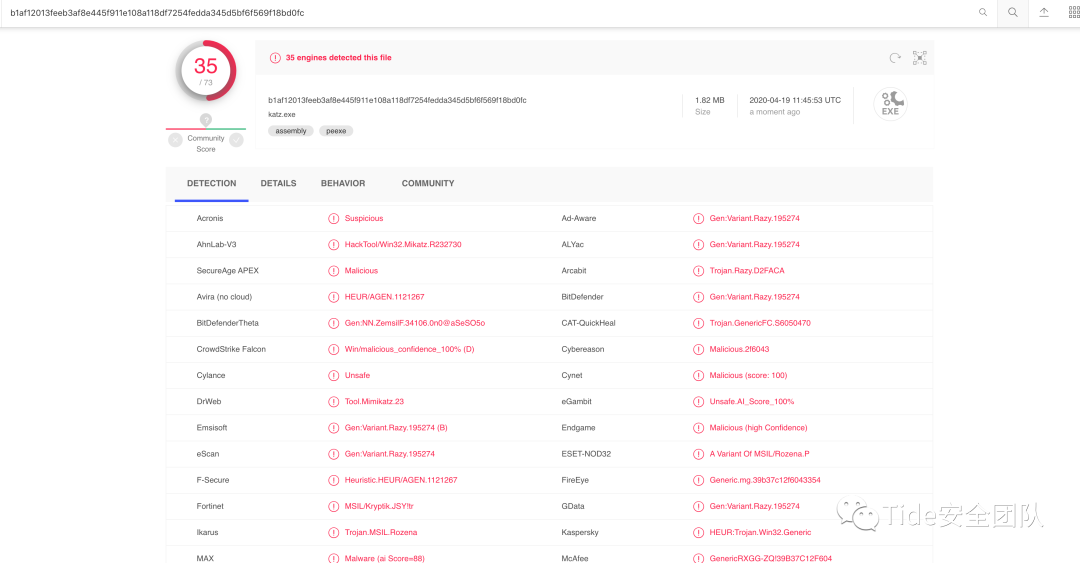 b1af12013feeb3af8e445f911e108a118df7254fedda345d5bf6f569f18bd0fc
35
/ 73
35 engines detected this file
b1af12013feeb3af8e445f911e108a118df7254fedda345d5bf6f569f18bd0fc
katz.exe
assembly peexe
1.82 MB
Size
2020-04-19 11:45:53 UTC
a moment ago
EXE
?
Community
Score
DETECTION DETAILS BEHAVIOR COMMUNITY
Acronis Suspicious Ad-Aware Gen:Variant.Razy.195274
AhnLab-V3 HackTool/Win32.Mikatz.R232730 ALYac Gen:Variant.Razy.195274
SecureAge APEX Malicious Arcabit Trojan.Razy.D2FACA
Avira (no cloud) HEUR/AGEN.1121267 BitDefender Gen:Variant.Razy.195274
BitDefenderTheta Gen:NN.ZemsilF.34106.0n0@aSeSO5o CAT-QuickHeal Trojan.GenericFC.S6050470
CrowdStrike Falcon Win/malicious_confidence_100% (D) Cybereason Malicious.2f6043
Cylance Unsafe Cynet Malicious (score: 100)
DrWeb Tool.Mimikatz.23 eGambit Unsafe.AI_Score_100%
Emsisoft Gen:Variant.Razy.195274 (B) Endgame Malicious (high Confidence)
eScan Gen:Variant.Razy.195274 ESET-NOD32 A Variant Of MSIL/Rozena.P
F-Secure Heuristic.HEUR/AGEN.1121267 FireEye Generic.mg.39b37c12f6043354
Fortinet MSIL/Kryptik.JSY!tr GData Gen:Variant.Razy.195274
Ikarus Trojan.MSIL.Rozena Kaspersky HEUR:Trojan.Win32.Generic
MAX Malware (ai Score=88) McAfee GenericRXGG-ZQ!39B37C12F604
Tide安全团队